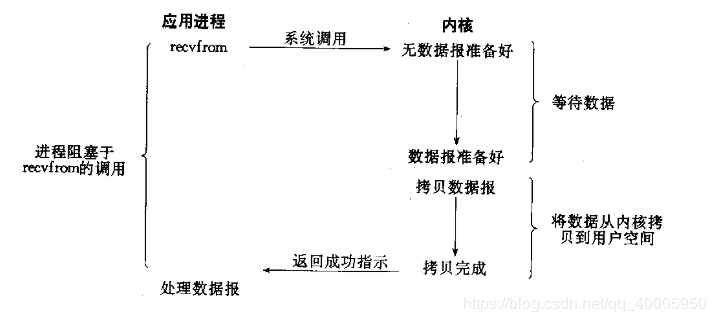 应用进程
内核
recvfrom
系统调用
无数据报准备好
等待数据
进程阻塞于
recvfrom的调用
数据报准备好
拷贝数据报
将数据从内核拷
贝到用户空间
返回成功指示
拷贝完成
处理数据报
https://blog.csdn.net/qq_40005950